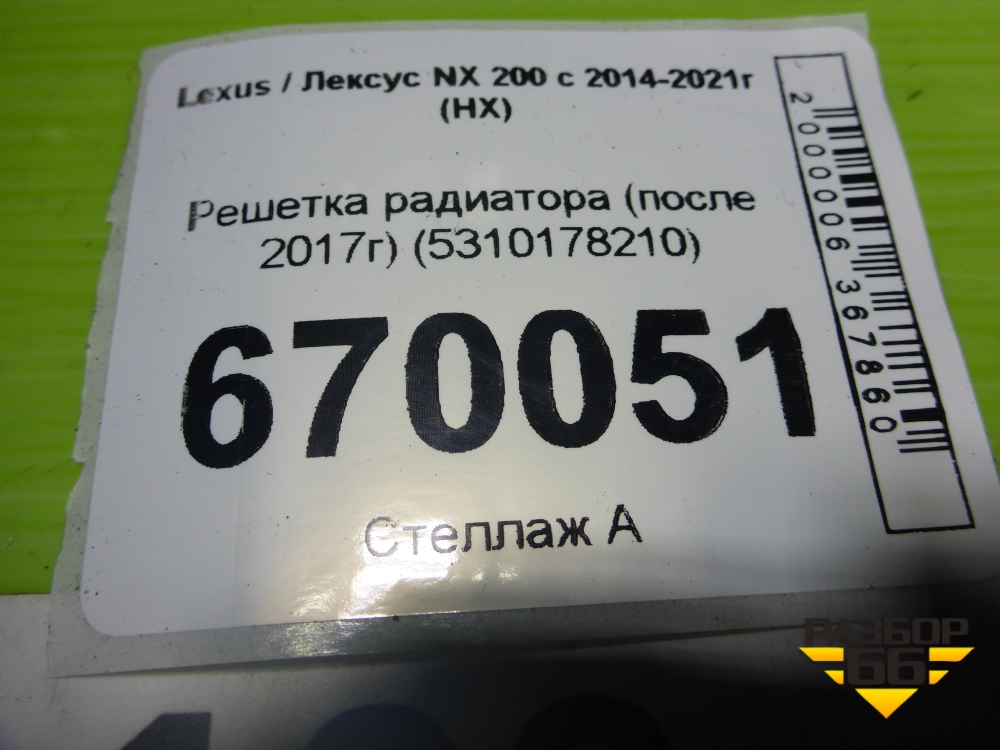 Lexus / Лексус NX 200 с 2014-2021г
(НХ)
Решетка радиатора (после
2017г) (5310178210)
670051
Стеллаж А
2000006367860
РАЗБОР
66